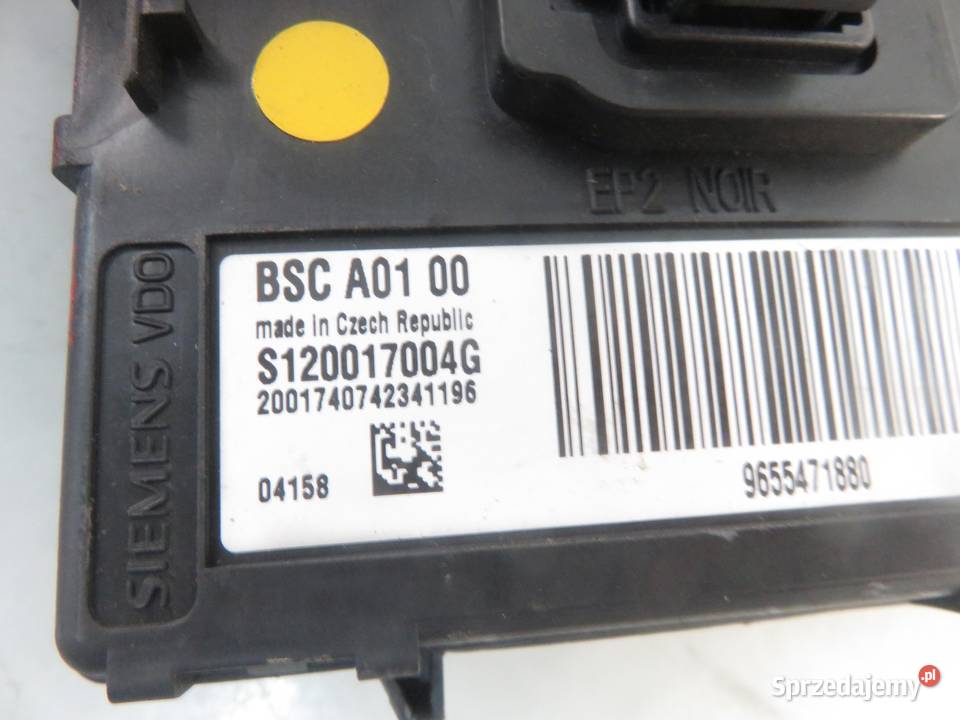 EP2 NOIR
SIEMENS VDO
BSC A01 00
made in Czech Republic
S120017004G
2001740742341196
04158
9655471880
Sprzedajemy.pl